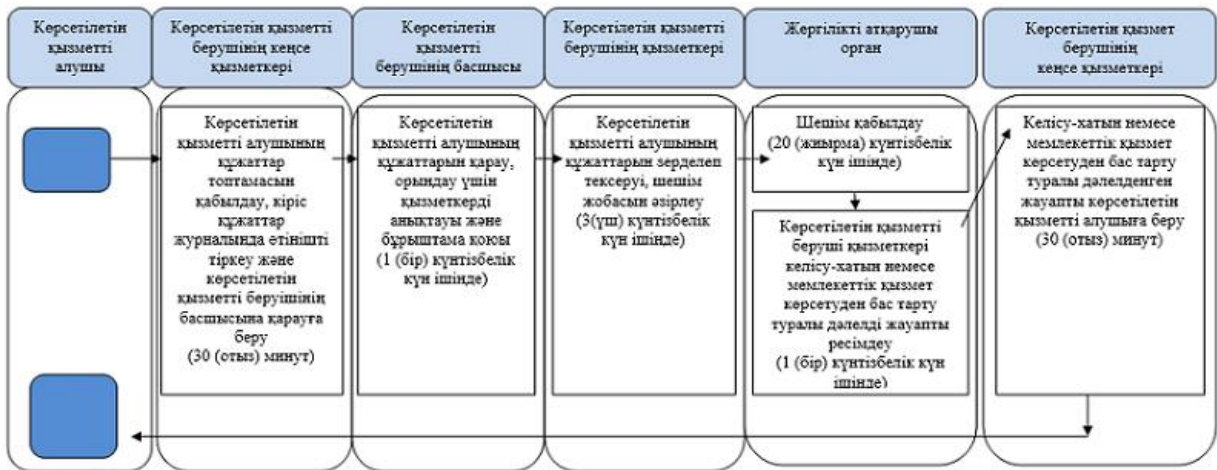 Көрсетілетін
қызметті
алушы
Көрсетілетін қызметті
берушінің кеңсе
қызметкері
Көрсетілетін
қызметті
берушінің басшысы
Көрсетілетін қызметті
берушінің қызметкері
Жергілікті атқарушы
орган
Көрсетілетін қызмет
берушінің
кеңсе қызметкері
Көрсетілетін
қызметті алушының
құжаттар
топтамасын
қабылдау, кіріс
құжаттар
журналында өтінішті
тіркеу және
көрсетілетін
қызметті беруішінің
басшысына қарауға
беру
(30 (отыз) минут)
Көрсетілетін
қызметті алушының
құжаттарын қарау,
орындау үшін
қызметкерді
анықтауы және
бұрыштама қоюы
(1 (бір) күнтізбелік
күн ішінде)
Көрсетілетін
қызметті алушының
құжаттарын зерделеп
тексеруі, шешім
жобасын әзірлеу
(3(үш) күнтізбелік
күн ішінде)
Шешім қабылдау
(20 (жиырма) күнтізбелік
күн ішінде)
Көрсетілетін қызметті
беруші қызметкері
келісу-хатын немесе
мемлекеттік қызмет
көрсетуден бас тарту
туралы дәлелді жауапты
ресімдеу
(1 (бір) күнтізбелік күн
ішінде)
Келісу-хатын немесе
мемлекеттік қызмет
көрсетуден бас тарту
туралы дәлелденген
жауапты көрсетілетін
қызметті алушыға беру
(30 (отыз) минут)